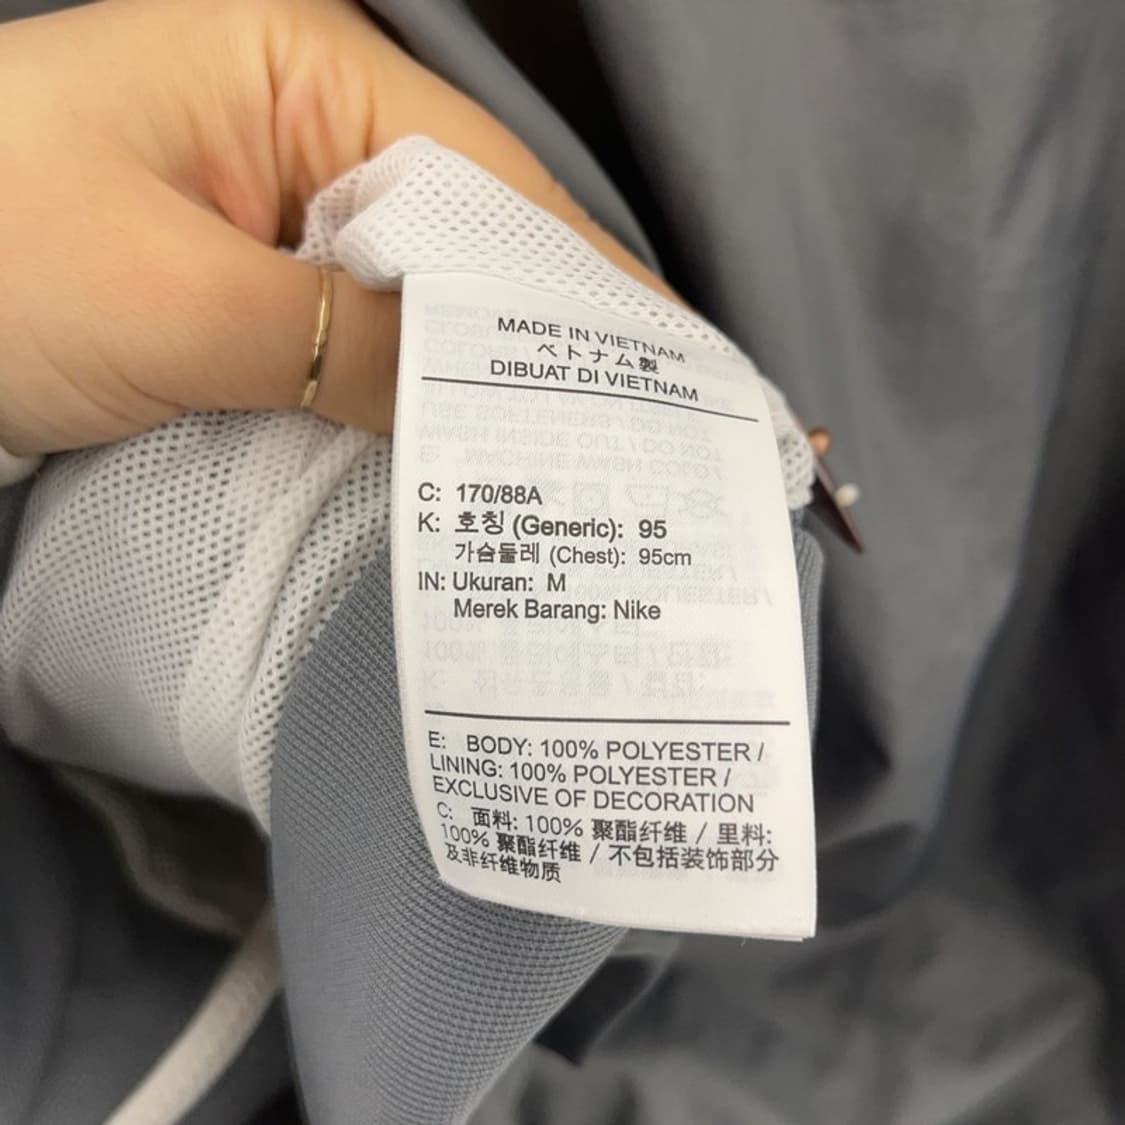 MADE IN VIETNAM
ベトナム製
DIBUAT DI VIETNAM
C: 170/88A
K: 호칭 (Generic): 95
가슴둘레 (Chest): 95cm
IN: Ukuran: M
Merek Barang: Nike
E: BODY: 100% POLYESTER /
LINING: 100% POLYESTER /
EXCLUSIVE OF DECORATION
C: 面料: 100% 聚酯纤维 / 里料:
100% 聚酯纤维 / 不包括装饰部分
及非纤维物质